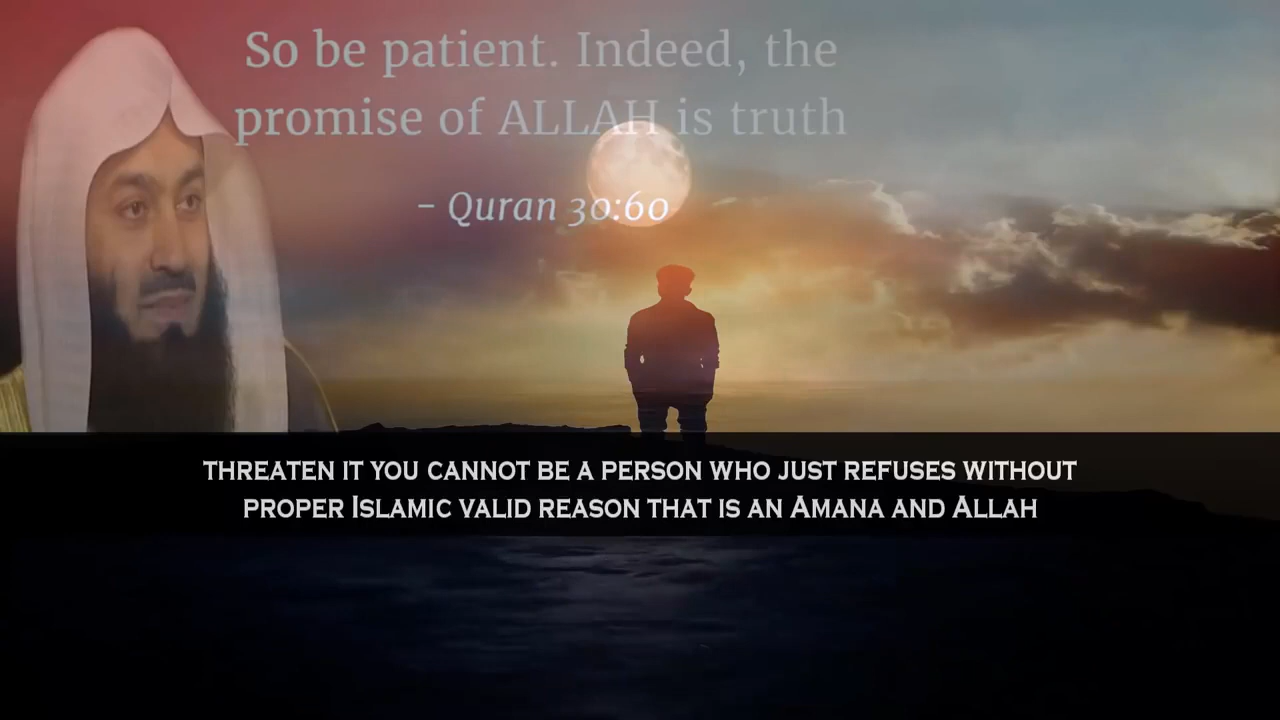 So be patient. Indeed, the
promise of ALLAH is truth
- Quran 30:60
THREATEN IT YOU CANNOT BE A PERSON WHO JUST REFUSES WITHOUT
PROPER ISLAMIC VALID REASON THAT IS AN AMANA AND ALLAH